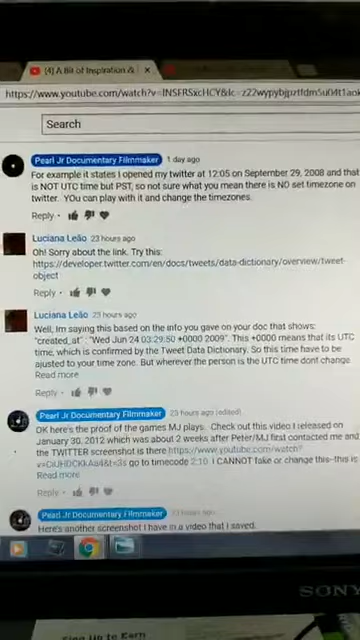 (4) A Bit of Inspiration &
Search
Pearl Jr Documentary Filmmaker 1 day ago
For example it states I opened my twitter at 12:05 on September 29, 2008 and that
is NOT UTC time but PST, so not sure what you mean there is NO set timezone on
twitter. YOu can play with it and change the timezones.
Reply
Luciana Leão 23 hours ago
Oh! Sorry about the link. Try this:
https://developer.twitter.com/en/docs/tweets/data-dictionary/overview/tweet-
object
Reply
Luciana Leão 23 hours ago
Well, Im saying this based on the info you gave on your doc that shows:
"created_at" : "Wed Jun 24 03:29:50 +0000 2009". This +0000 means that its UTC
time, which is confirmed by the Tweet Data Dictionary. So this time have to be
ajusted to your time zone. But wherever the person is the UTC time dont change.
Read more
Reply
Pearl Jr Documentary Filmmaker 23 hours ago (edited)
OK here's the proof of the games MJ plays. Check out this video I released on
January 30, 2012 which was about 2 weeks after Peter/MJ first contacted me and
the TWITTER screenshot is there https://www.youtube.com/watch?
go to timecode 2:10 I CANNOT fake or change this--this is
Read more
Reply
Pearl Jr Documentary Filmmaker 23 hours ago
Here's another screenshot I have in a video that I saved.
SONY
Sign Up to Earn